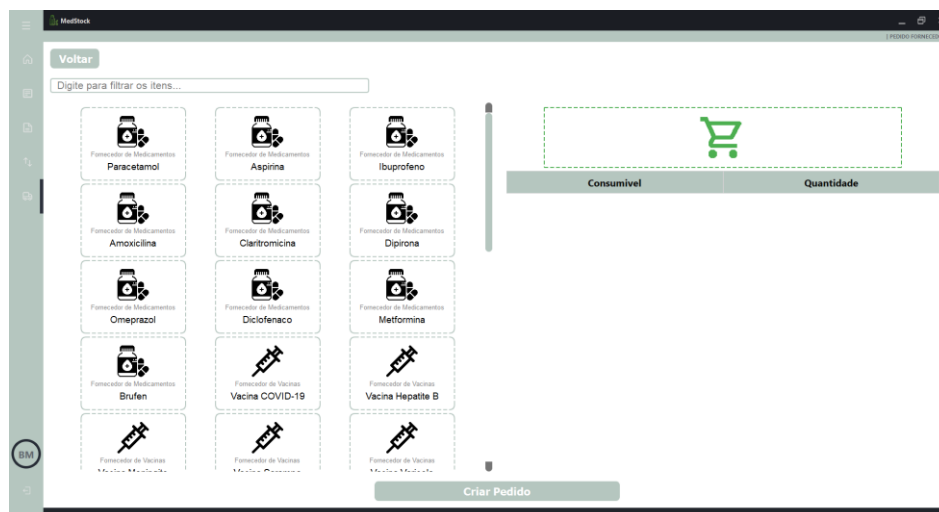 MedStock
| PEDIDO FORNECED
Voltar
Digite para filtrar os itens...
Fornecedor de Medicamentos
Paracetamol
Fornecedor de Medicamentos
Aspirina
Fornecedor de Medicamentos
Ibuprofeno
Fornecedor de Medicamentos
Amoxicilina
Fornecedor de Medicamentos
Claritromicina
Fornecedor de Medicamentos
Dipirona
Fornecedor de Medicamentos
Omeprazol
Fornecedor de Medicamentos
Diclofenaco
Fornecedor de Medicamentos
Metformina
Fornecedor de Medicamentos
Brufen
Fornecedor de Vacinas
Vacina COVID-19
Fornecedor de Vacinas
Vacina Hepatite B
Fornecedor de Vacinas
Fornecedor de Vacinas
Fornecedor de Vacinas
Consumivel
Quantidade
BM
Criar Pedido